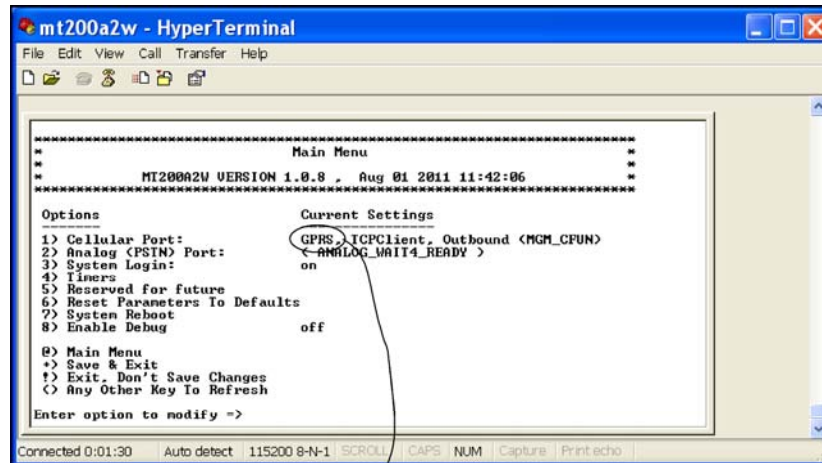 mt200a2w - HyperTerminal
File Edit View Call Transfer Help
************************************************************************
* Main Menu *
* *
* MT200A2W VERSION 1.0.8 , Aug 01 2011 11:42:06 *
************************************************************************
Options Current Settings
------- ----------------
1) Cellular Port: GPRS, TCPClient, Outbound (MGM_CFUN)
2) Analog (PSTN) Port: ( ANALOG_WAIT4_READY )
3) System Login: on
4) Timers
5) Reserved for future
6) Reset Parameters To Defaults
7) System Reboot
8) Enable Debug off
@) Main Menu
+) Save & Exit
!) Exit, Don't Save Changes
<> Any Other Key To Refresh
Enter option to modify =>
Connected 0:01:30 Auto detect 115200 8-N-1 SCROLL CAPS NUM Capture Print echo